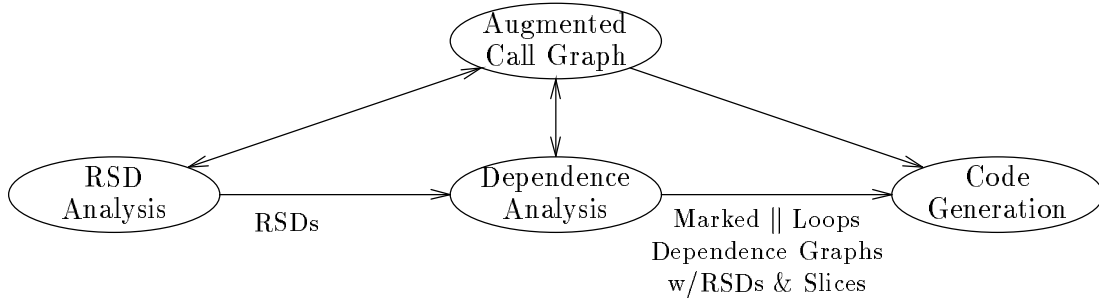 Augmented
Call Graph
RSD
Analysis
RSDs
Dependence
Analysis
Marked || Loops
Dependence Graphs
w/RSDs & Slices
Code
Generation